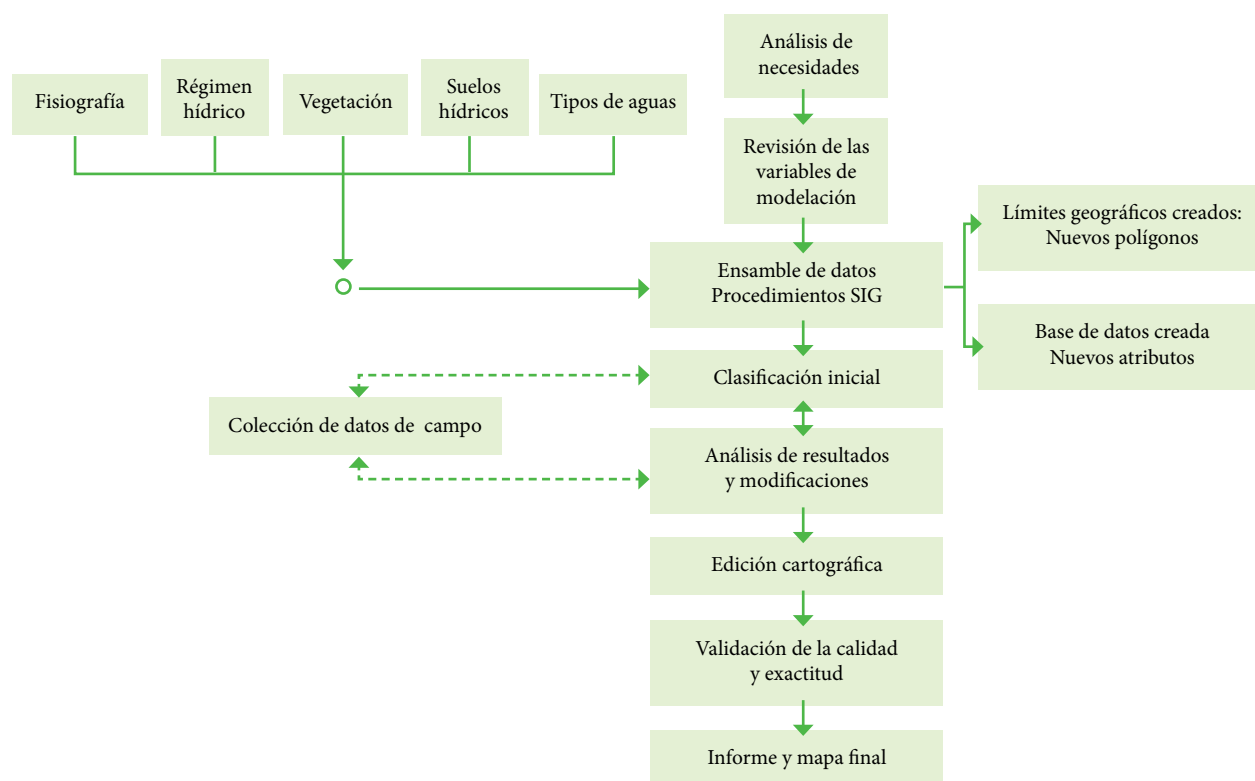 Análisis de
necesidades
Fisiografía
Régimen
hídrico
Vegetación
Suelos
hídricos
Tipos de aguas
Revisión de las
variables de
modelación
Límites geográficos creados:
Nuevos polígonos
Ensamble de datos
Procedimientos SIG
Base de datos creada
Nuevos atributos
Clasificación inicial
Colección de datos de campo
Análisis de resultados
y modificaciones
Edición cartográfica
Validación de la calidad
y exactitud
Informe y mapa final